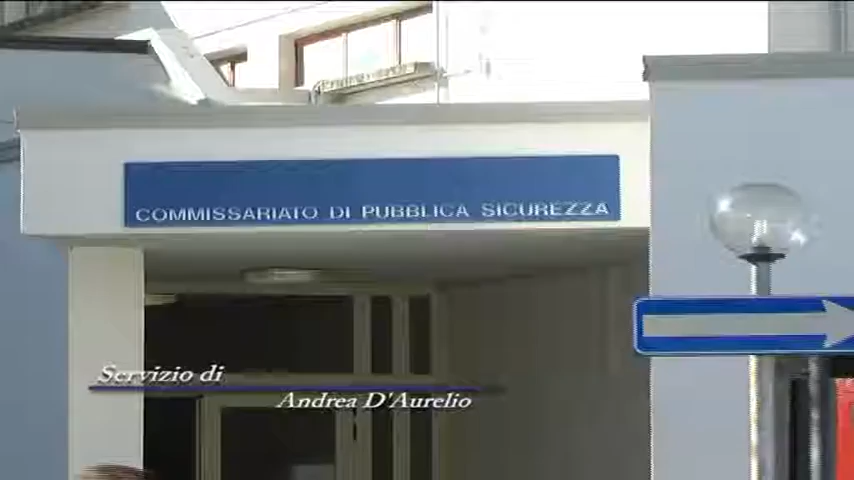 COMMISSARIATO DI PUBBLICA SICUREZZA
Servizio di
Andrea D'Aurelio